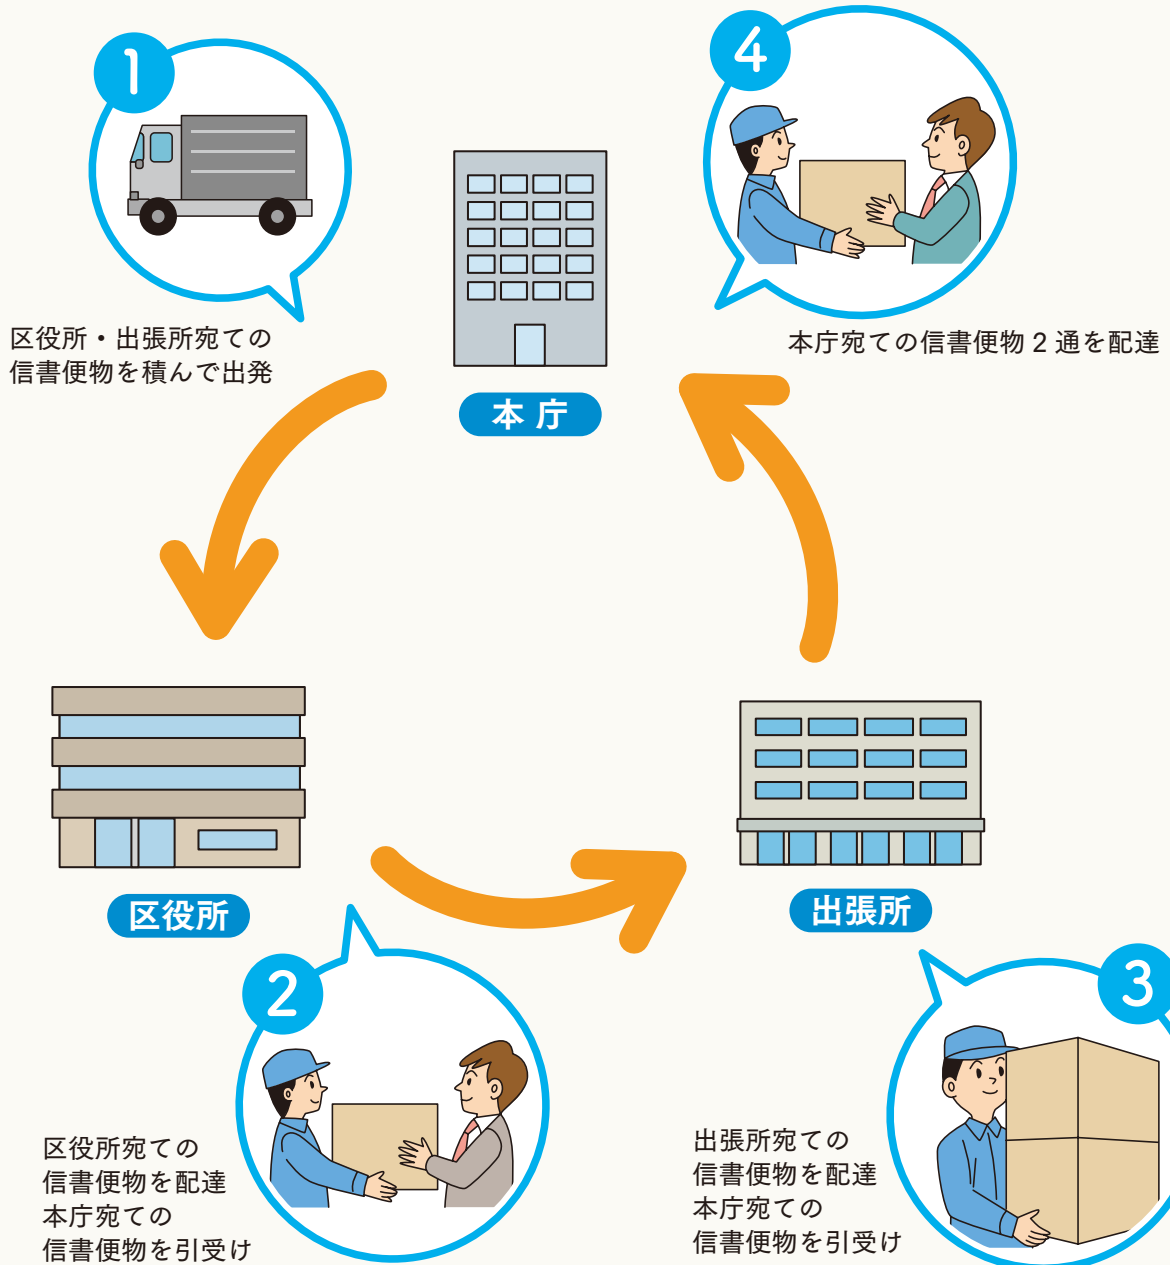 1
区役所・出張所宛ての
信書便物を積んで出発
4
本庁宛ての信書便物 2 通を配達
本庁
区役所
出張所
2
区役所宛ての
信書便物を配達
本庁宛ての
信書便物を引受け
3
出張所宛ての
信書便物を配達
本庁宛ての
信書便物を引受け